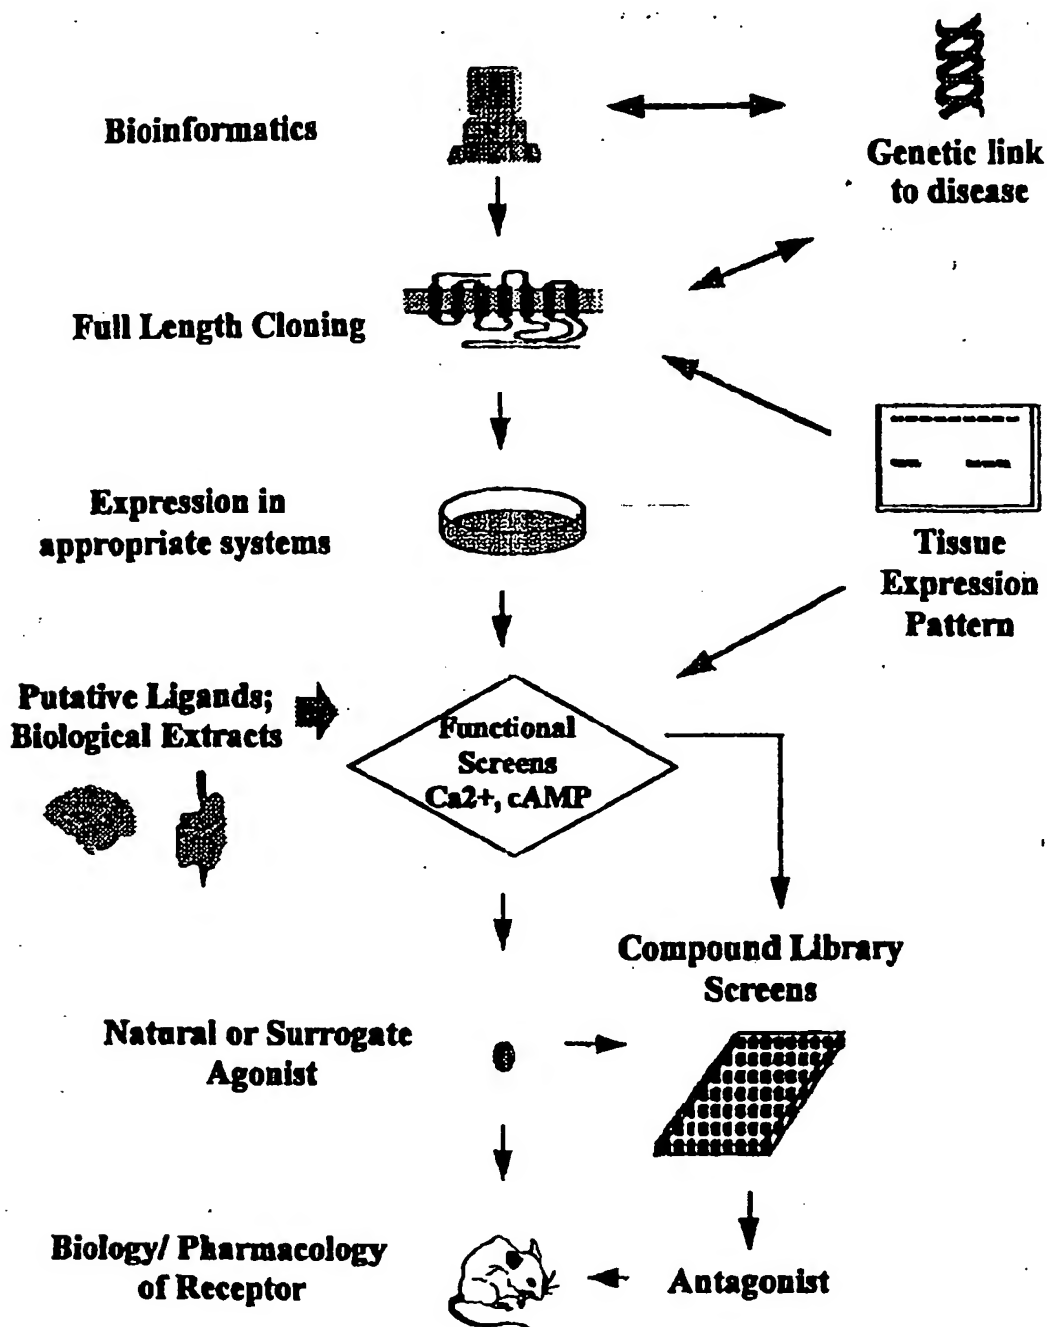 Bioinformatics
Genetic link
to disease
Full Length Cloning
Expression in
appropriate systems
Tissue
Expression
Pattern
Putative Ligands;
Biological Extracts
Functional
Screens
Ca2+, cAMP
Compound Library
Screens
Natural or Surrogate
Agonist
Biology/ Pharmacology
of Receptor
Antagonist